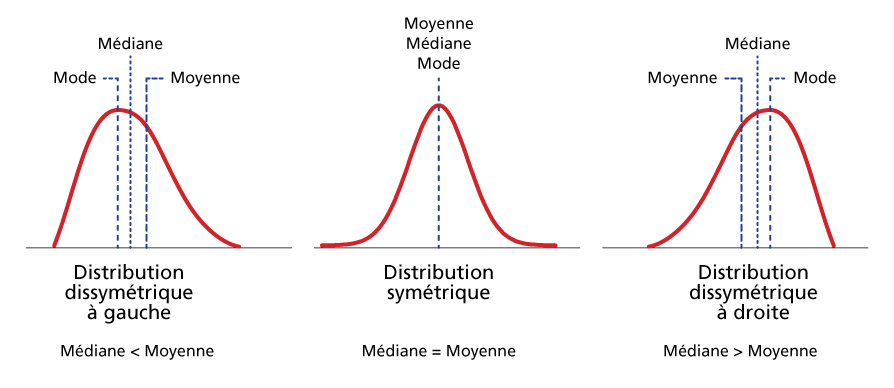 Médiane
Mode
Moyenne
Distribution
dissymétrique
à gauche
Médiane < Moyenne
Moyenne
Médiane
Mode
Distribution
symétrique
Médiane = Moyenne
Médiane
Moyenne
Mode
Distribution
dissymétrique
à droite
Médiane > Moyenne